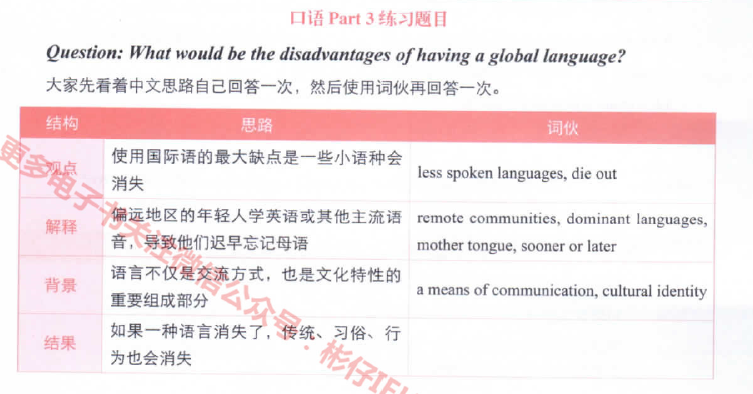 口语 Part 3 练习题目
Question: What would be the disadvantages of having a global language?
大家先看着中文思路自己回答一次，然后使用词伙再回答一次。
结构 思路 词伙
观点 使用国际语的最大缺点是一些小语种会
消失
less spoken languages, die out
解释 偏远地区的年轻人学英语或其他主流语
音，导致他们迟早忘记母语
remote communities, dominant languages,
mother tongue, sooner or later
背景 语言不仅是交流方式，也是文化特性的
重要组成部分
a means of communication, cultural identity
结果 如果一种语言消失了，传统、习俗、行
为也会消失
更多电子书关注微信公众号：彬仔IE